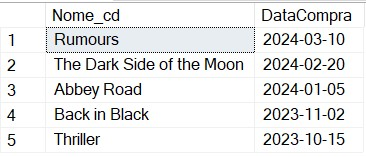 Nome_cd DataCompra
1 Rumours 2024-03-10
2 The Dark Side of the Moon 2024-02-20
3 Abbey Road 2024-01-05
4 Back in Black 2023-11-02
5 Thriller 2023-10-15